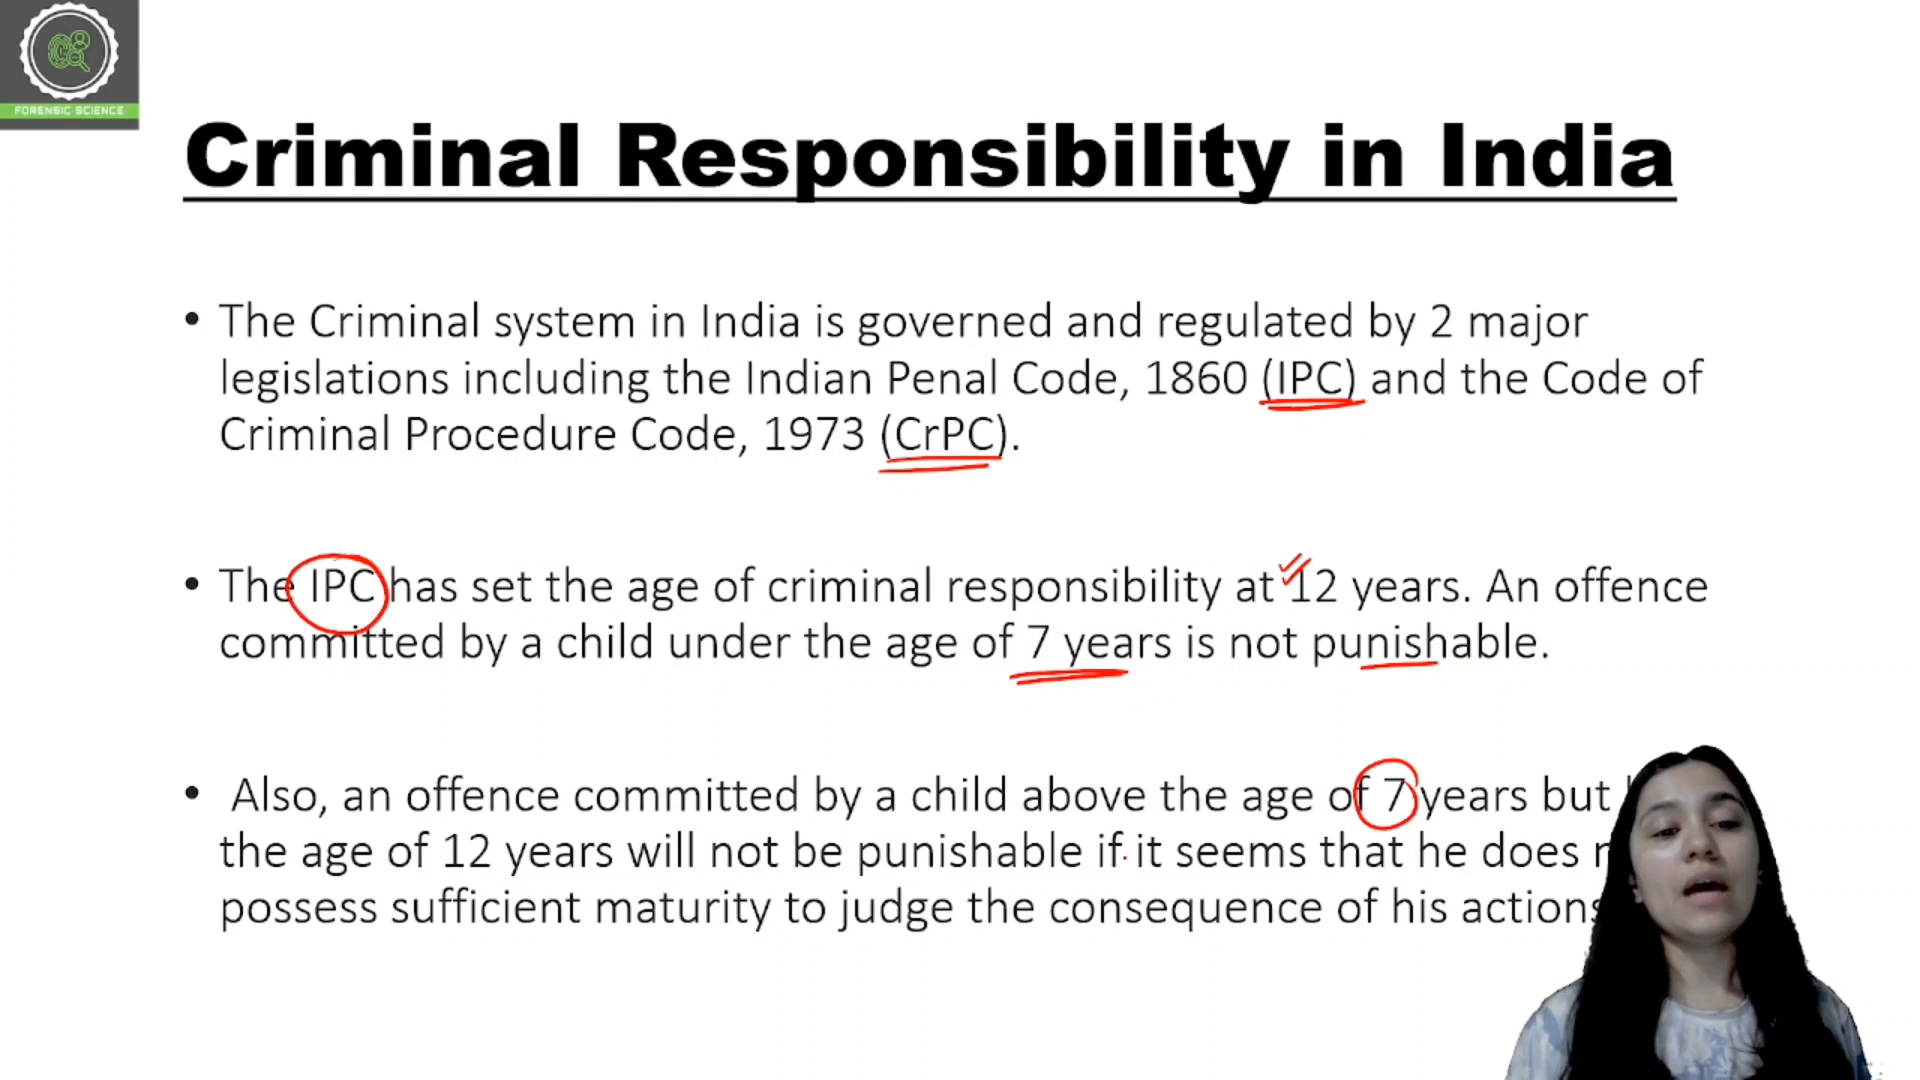 FORENSIC SCIENCE
Criminal Responsibility in India
• The Criminal system in India is governed and regulated by 2 major
legislations including the Indian Penal Code, 1860 (IPC) and the Code of
Criminal Procedure Code, 1973 (CrPC).
• The IPC has set the age of criminal responsibility at 12 years. An offence
committed by a child under the age of 7 years is not punishable.
• Also, an offence committed by a child above the age of 7 years but
the age of 12 years will not be punishable if it seems that he does
possess sufficient maturity to judge the consequence of his actions